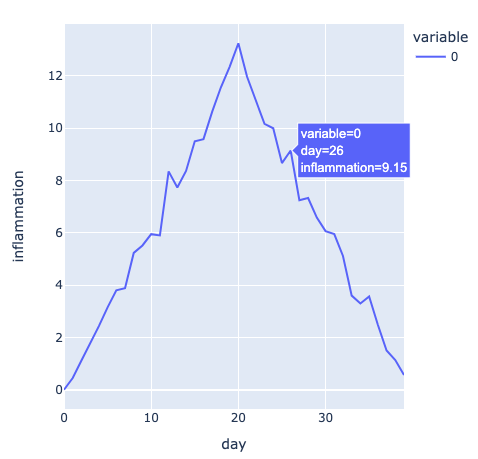 variable
0
12
10
8
6
4
2
0
inflammation
variable=0
day=26
inflammation=9.15
0
10
20
30
day